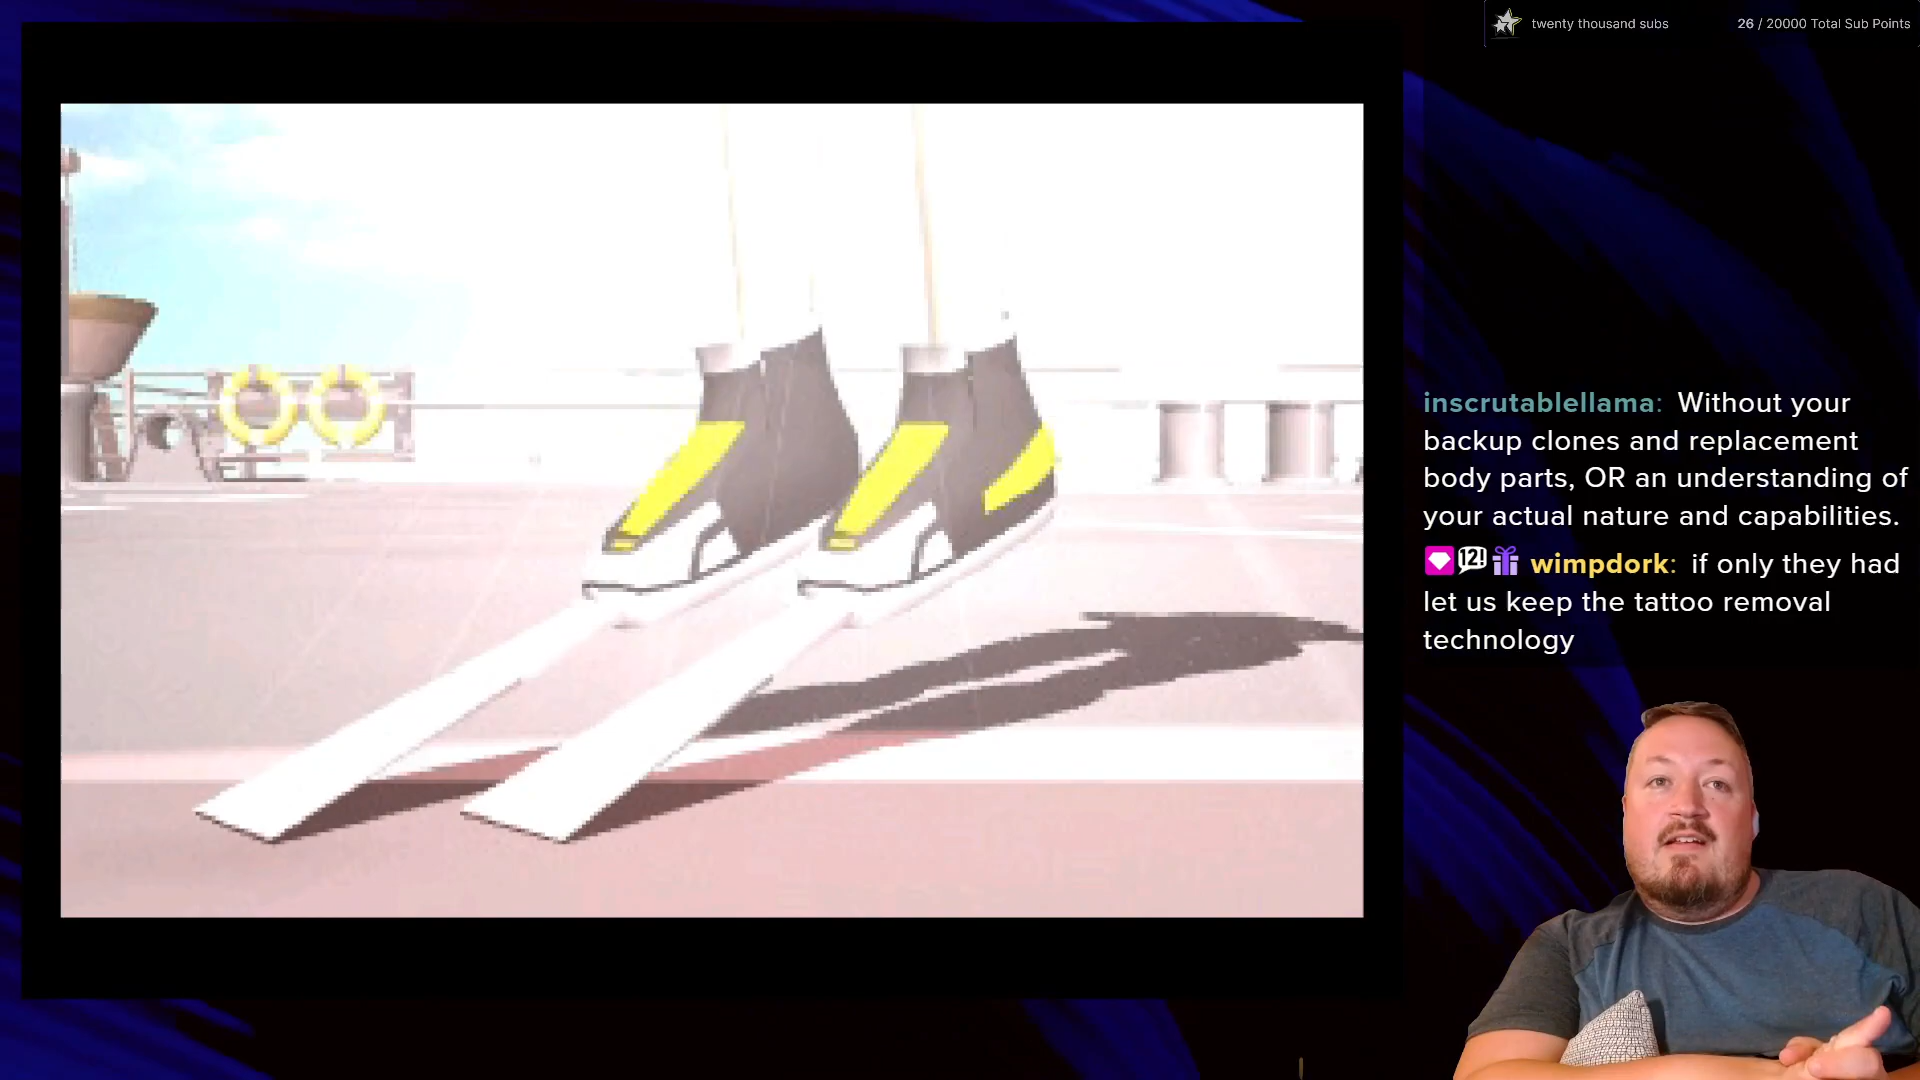 twenty thousand subs 26 / 20000 Total Sub Points
inscrutablellama: Without your
backup clones and replacement
body parts, OR an understanding of
your actual nature and capabilities.
12! wimpdork: if only they had
let us keep the tattoo removal
technology